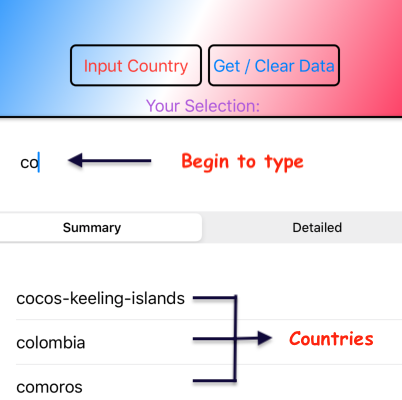 Input Country Get / Clear Data
Your Selection:
co Begin to type
Summary Detailed
cocos-keeling-islands
colombia Countries
comoros